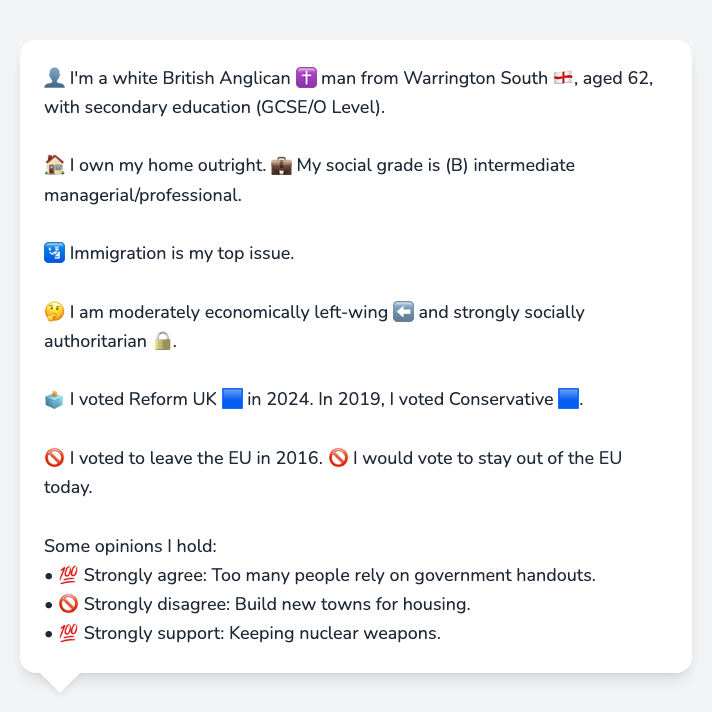 👤 I'm a white British Anglican ✝️ man from Warrington South 🏴󠁧󠁢󠁥󠁮󠁧󠁿, aged 62,
with secondary education (GCSE/O Level).
🏠 I own my home outright. 💼 My social grade is (B) intermediate
managerial/professional.
🛂 Immigration is my top issue.
🤔 I am moderately economically left-wing ⬅️ and strongly socially
authoritarian 🔒.
🗳️ I voted Reform UK 🟦 in 2024. In 2019, I voted Conservative 🟦.
🚫 I voted to leave the EU in 2016. 🚫 I would vote to stay out of the EU
today.
Some opinions I hold:
• 💯 Strongly agree: Too many people rely on government handouts.
• 🚫 Strongly disagree: Build new towns for housing.
• 💯 Strongly support: Keeping nuclear weapons.